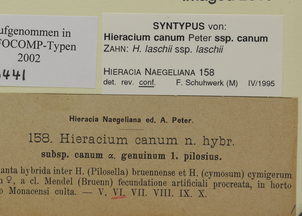 ufgenommen in
FOCOMP-Typen
2002
441
SYNTYPUS von:
Hieracium canum Peter ssp. canum
ZAHN: H. laschii ssp. laschii
HIERACIA NAEGELIANA 158
det. rev. conf. F. Schuhwerk (M) IV/1995
Hieracia Naegeliana ed. A. Peter.
158. Hieracium canum n. hybr.
subsp. canum α. genuinum 1. pilosius.
anta hybrida inter H. (Pilosella) bruennense et H. (cymosum) cymigerum
♀, a cl. Mendel (Bruenn) fecundatione artificiali procreata, in horto
Monacensi culta. — V. VI. VII. VIII. IX. X.